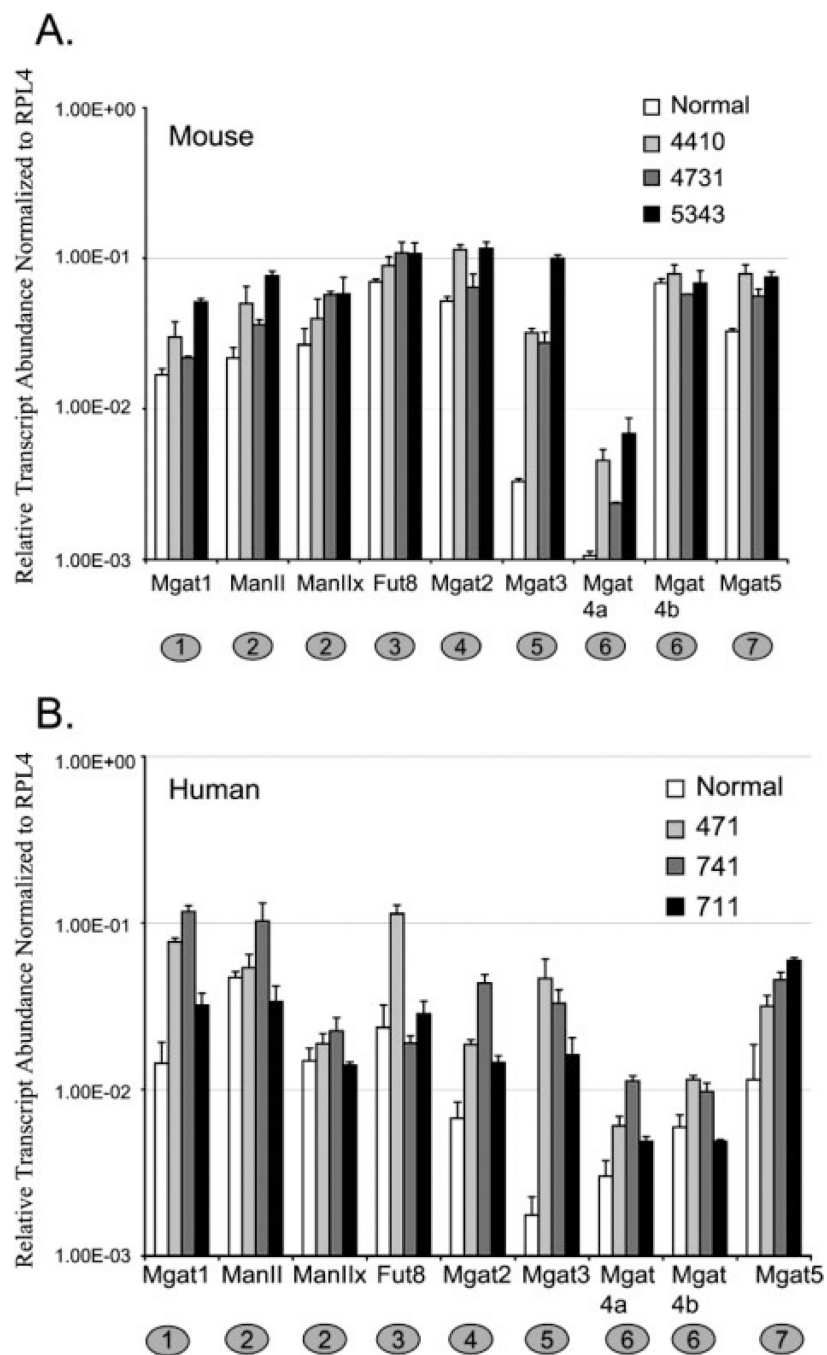 A.
Relative Transcript Abundance Normalized to RPL4
Mouse
Normal
4410
4731
5343
1.00E+00
1.00E-01
1.00E-02
1.00E-03
Mgat1 ManII ManIIx Fut8 Mgat2 Mgat3 Mgat Mgat Mgat5
4a 4b
1 2 2 3 4 5 6 6 7
B.
Relative Transcript Abundance Normalized to RPL4
Human
Normal
471
741
711
1.00E+00
1.00E-01
1.00E-02
1.00E-03
Mgat1 ManII ManIIx Fut8 Mgat2 Mgat3 Mgat Mgat Mgat5
4a 4b
1 2 2 3 4 5 6 6 7